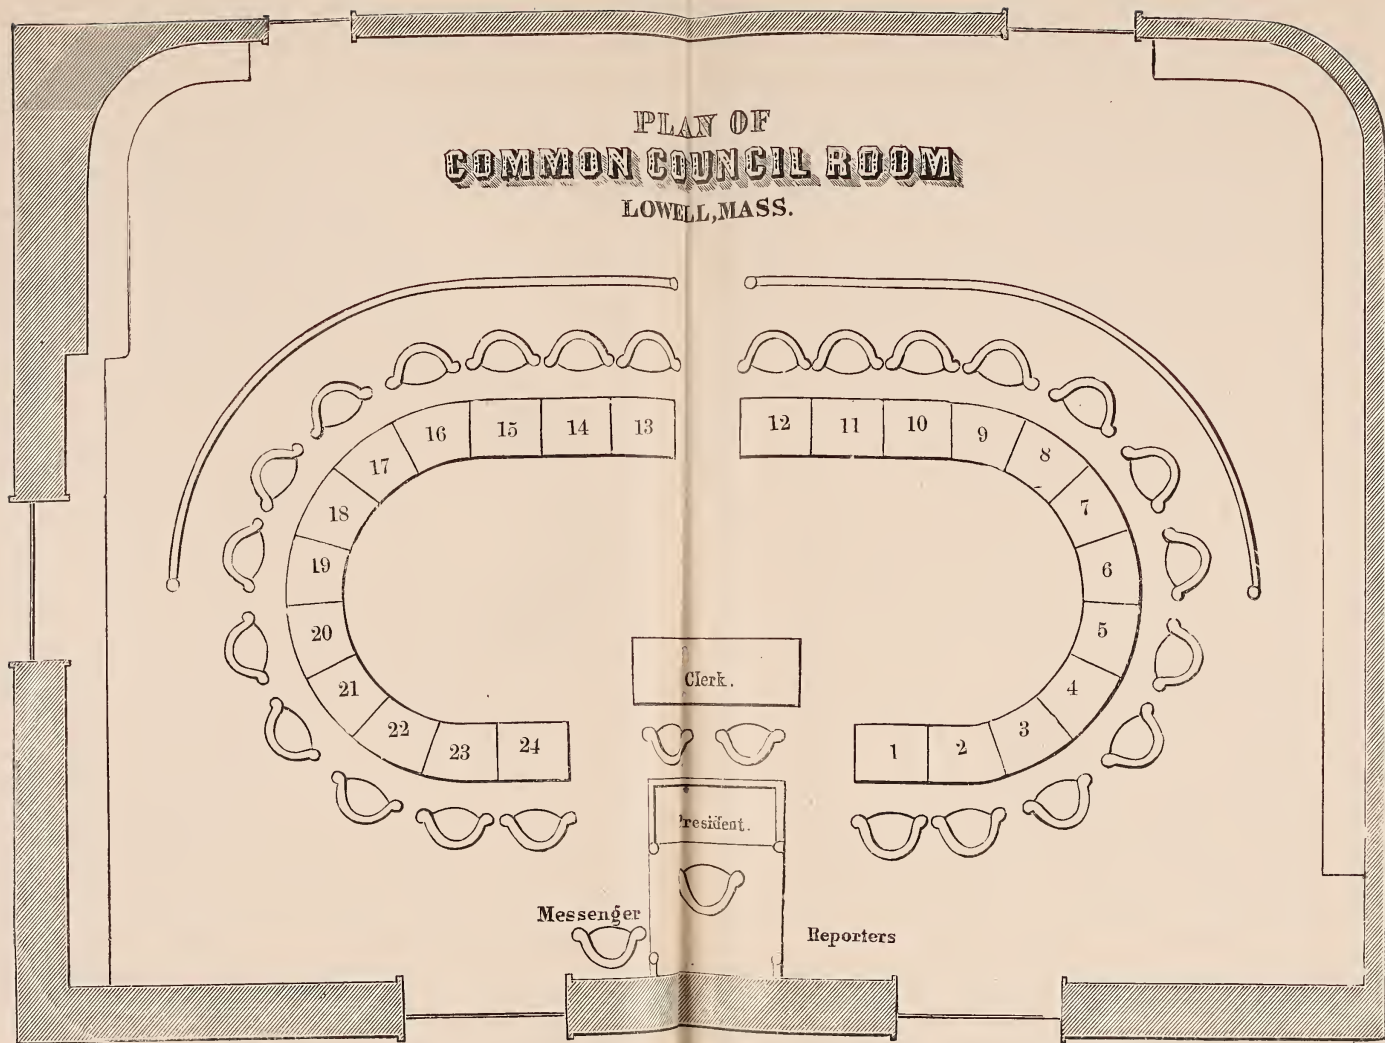 PLAN OF
COMMON COUNCIL ROOM,
LOWELL, MASS.
16 15 14 13 12 11 10 9
17 8
18 7
19 6
20 5
21 4
22 3
23 24 1 2
Clerk.
President.
Messenger
Reporters